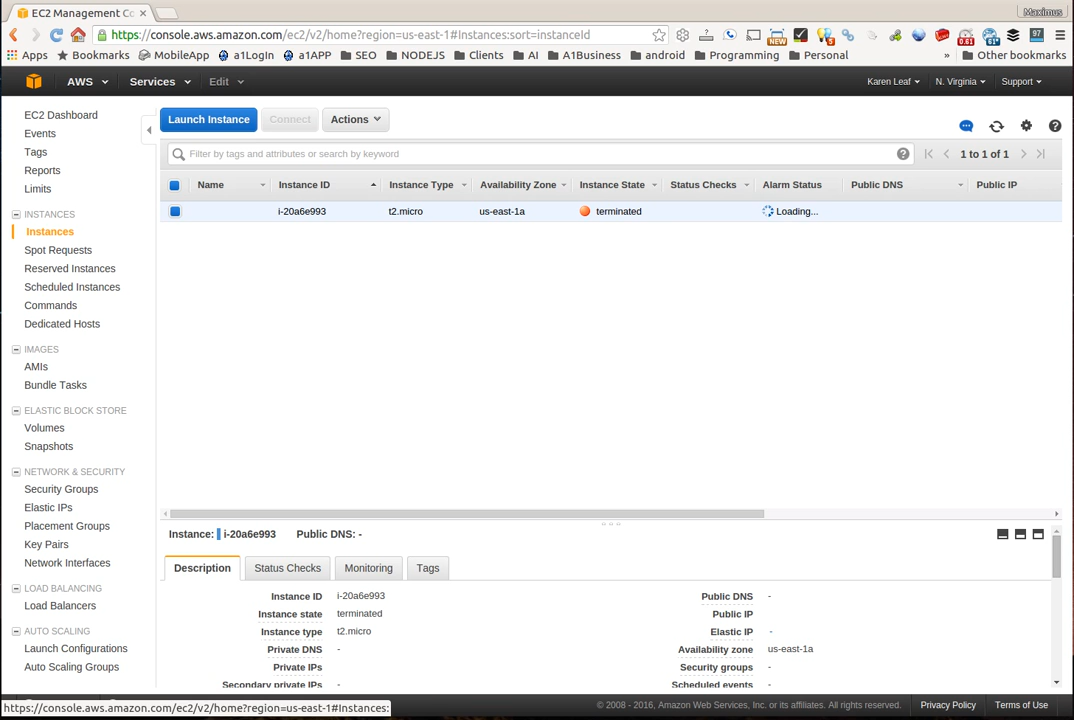 EC2 Management Co
Maximus
https://console.aws.amazon.com/ec2/v2/home?region=us-east-1#Instances:sort=instanceId
NEW 5 0.61 61* 97
Apps Bookmarks MobileApp a1LogIn a1APP SEO NODEJS Clients AI A1Business android Programming Personal » Other bookmarks
AWS Services Edit Karen Leaf N. Virginia Support
EC2 Dashboard
Events
Tags
Reports
Limits
INSTANCES
Instances
Spot Requests
Reserved Instances
Scheduled Instances
Commands
Dedicated Hosts
IMAGES
AMIs
Bundle Tasks
ELASTIC BLOCK STORE
Volumes
Snapshots
NETWORK & SECURITY
Security Groups
Elastic IPs
Placement Groups
Key Pairs
Network Interfaces
LOAD BALANCING
Load Balancers
AUTO SCALING
Launch Configurations
Auto Scaling Groups
Launch Instance Connect Actions
Filter by tags and attributes or search by keyword
1 to 1 of 1
Name Instance ID Instance Type Availability Zone Instance State Status Checks Alarm Status Public DNS Public IP
i-20a6e993 t2.micro us-east-1a terminated Loading...
Instance: i-20a6e993 Public DNS: -
Description Status Checks Monitoring Tags
Instance ID i-20a6e993 Public DNS -
Instance state terminated Public IP
Instance type t2.micro Elastic IP -
Private DNS - Availability zone us-east-1a
Private IPs Security groups -
Secondary private IPs - Scheduled events -
https://console.aws.amazon.com/ec2/v2/home?region=us-east-1#Instances:
© 2008 - 2016, Amazon Web Services, Inc. or its affiliates. All rights reserved. Privacy Policy Terms of Use